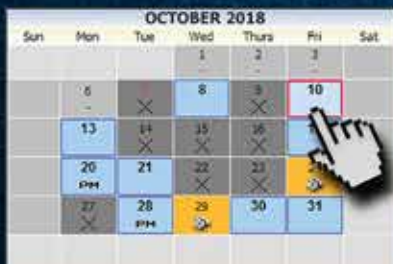 OCTOBER 2018
Sun Mon Tue Wed Thurs Fri Sat
1 2 3
6 7 8 9 10
13 14 15 16
20 21 22 23
PM
27 28 29 30 31
PM